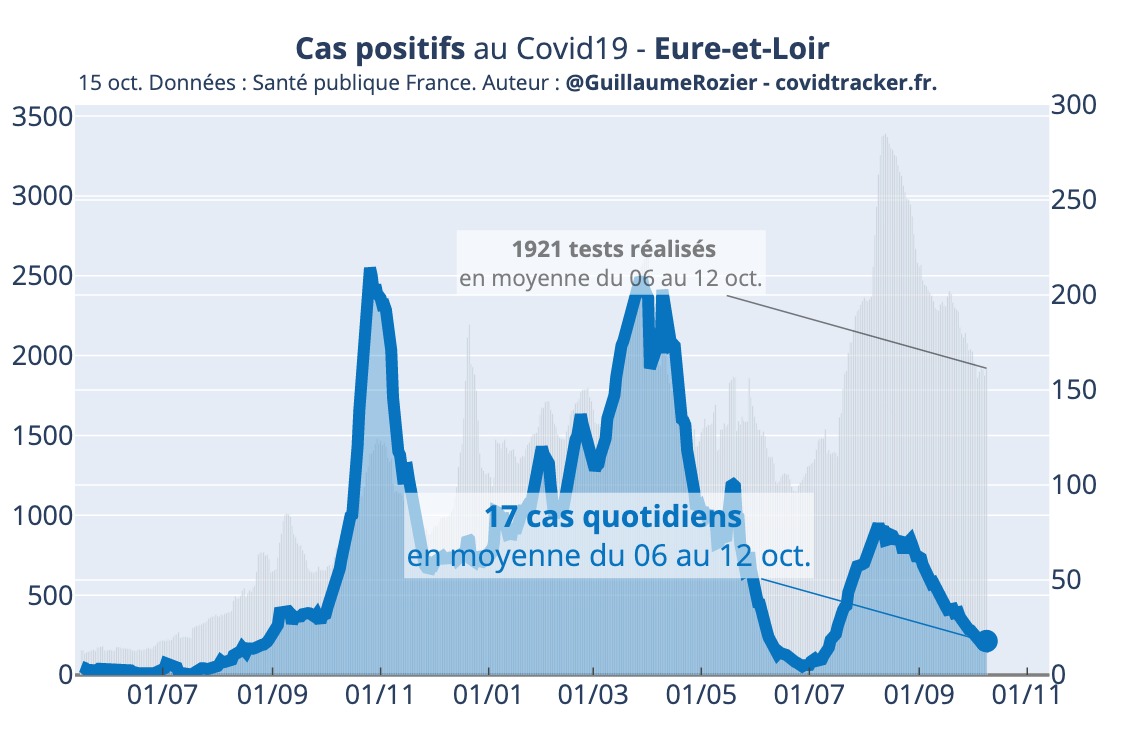 Cas positifs au Covid19 - Eure-et-Loir
15 oct. Données : Santé publique France. Auteur : @GuillaumeRozier - covidtracker.fr.
3500
3000
2500
2000
1500
1000
500
0
300
250
200
150
100
50
0
1921 tests réalisés
en moyenne du 06 au 12 oct.
17 cas quotidiens
en moyenne du 06 au 12 oct.
01/07 01/09 01/11 01/01 01/03 01/05 01/07 01/09 01/11